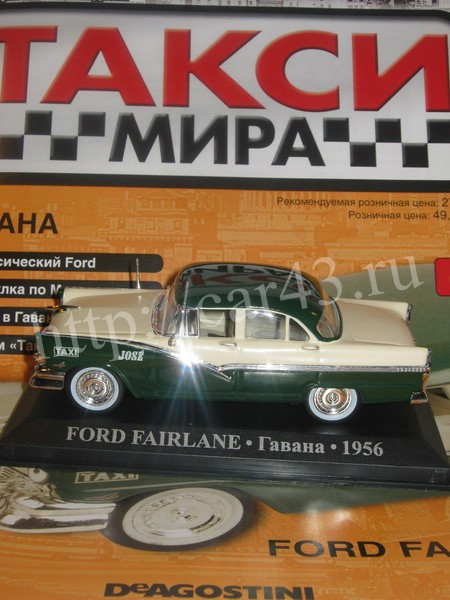 ТАКСИ
МИРА
Рекомендуемая розничная цена: 2
Розничная цена: 49,
АНА
сический Ford
лка по М
в Гаван
м «Та
http://car43.ru
TAXI
JOSÉ
FORD FAIRLANE • Гавана • 1956
TAXI
FORD FA
DeAGOSTINI